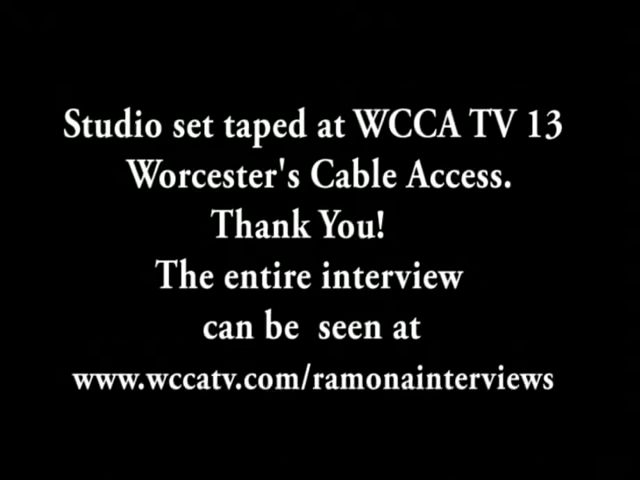 Studio set taped at WCCA TV 13
Worcester's Cable Access.
Thank You!
The entire interview
can be  seen at
www.wccatv.com/ramonainterviews